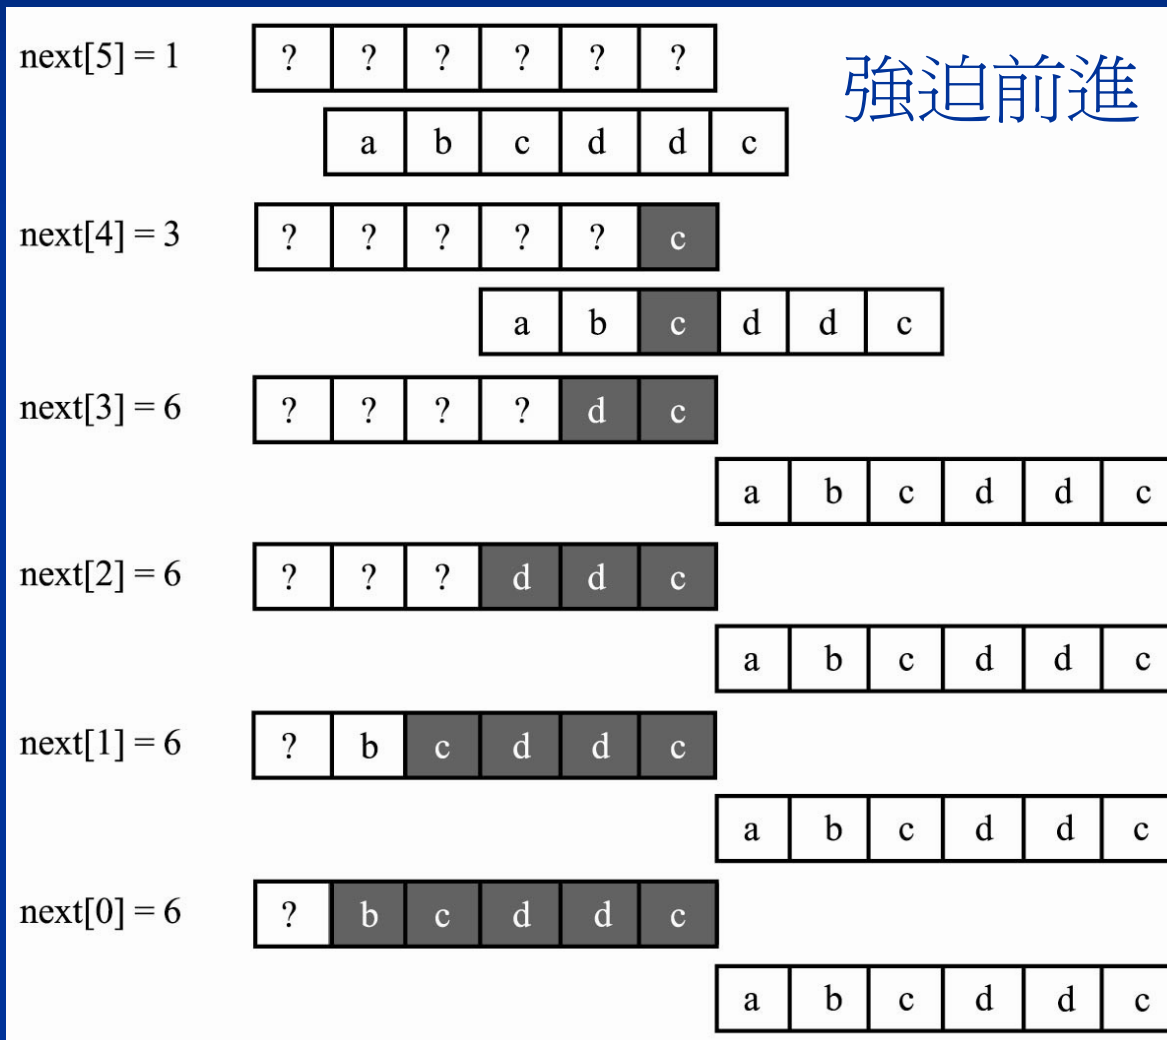 強迫前進
next[5] = 1 ? ? ? ? ? ?
a b c d d c
next[4] = 3 ? ? ? ? ? c
a b c d d c
next[3] = 6 ? ? ? ? d c
a b c d d c
next[2] = 6 ? ? ? d d c
a b c d d c
next[1] = 6 ? b c d d c
a b c d d c
next[0] = 6 ? b c d d c
a b c d d c